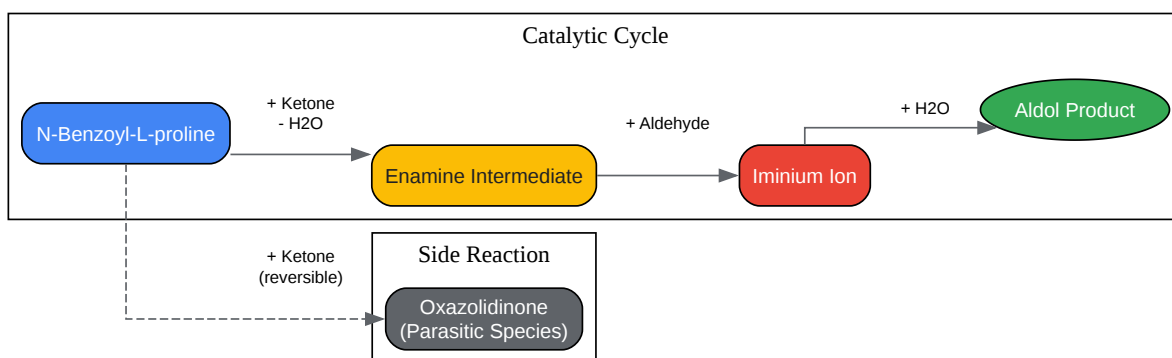 Catalytic Cycle
N-Benzoyl-L-proline
+ Ketone
- H2O
Enamine Intermediate
+ Aldehyde
Iminium Ion
+ H2O
Aldol Product
+ Ketone
(reversible)
Side Reaction
Oxazolidinone
(Parasitic Species)